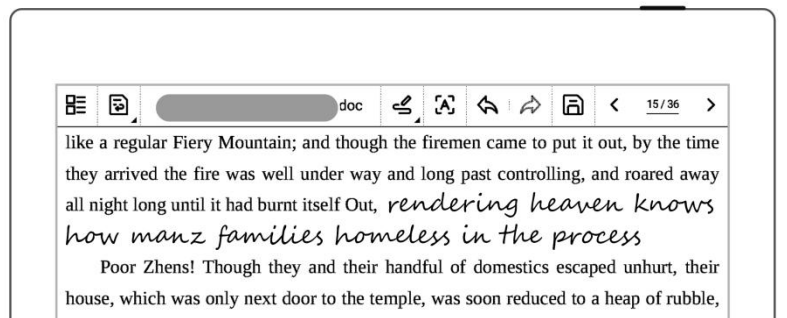 doc
15/36
like a regular Fiery Mountain; and though the firemen came to put it out, by the time
they arrived the fire was well under way and long past controlling, and roared away
all night long until it had burnt itself Out, rendering heaven knows
how manz families homeless in the process
Poor Zhens! Though they and their handful of domestics escaped unhurt, their
house, which was only next door to the temple, was soon reduced to a heap of rubble,